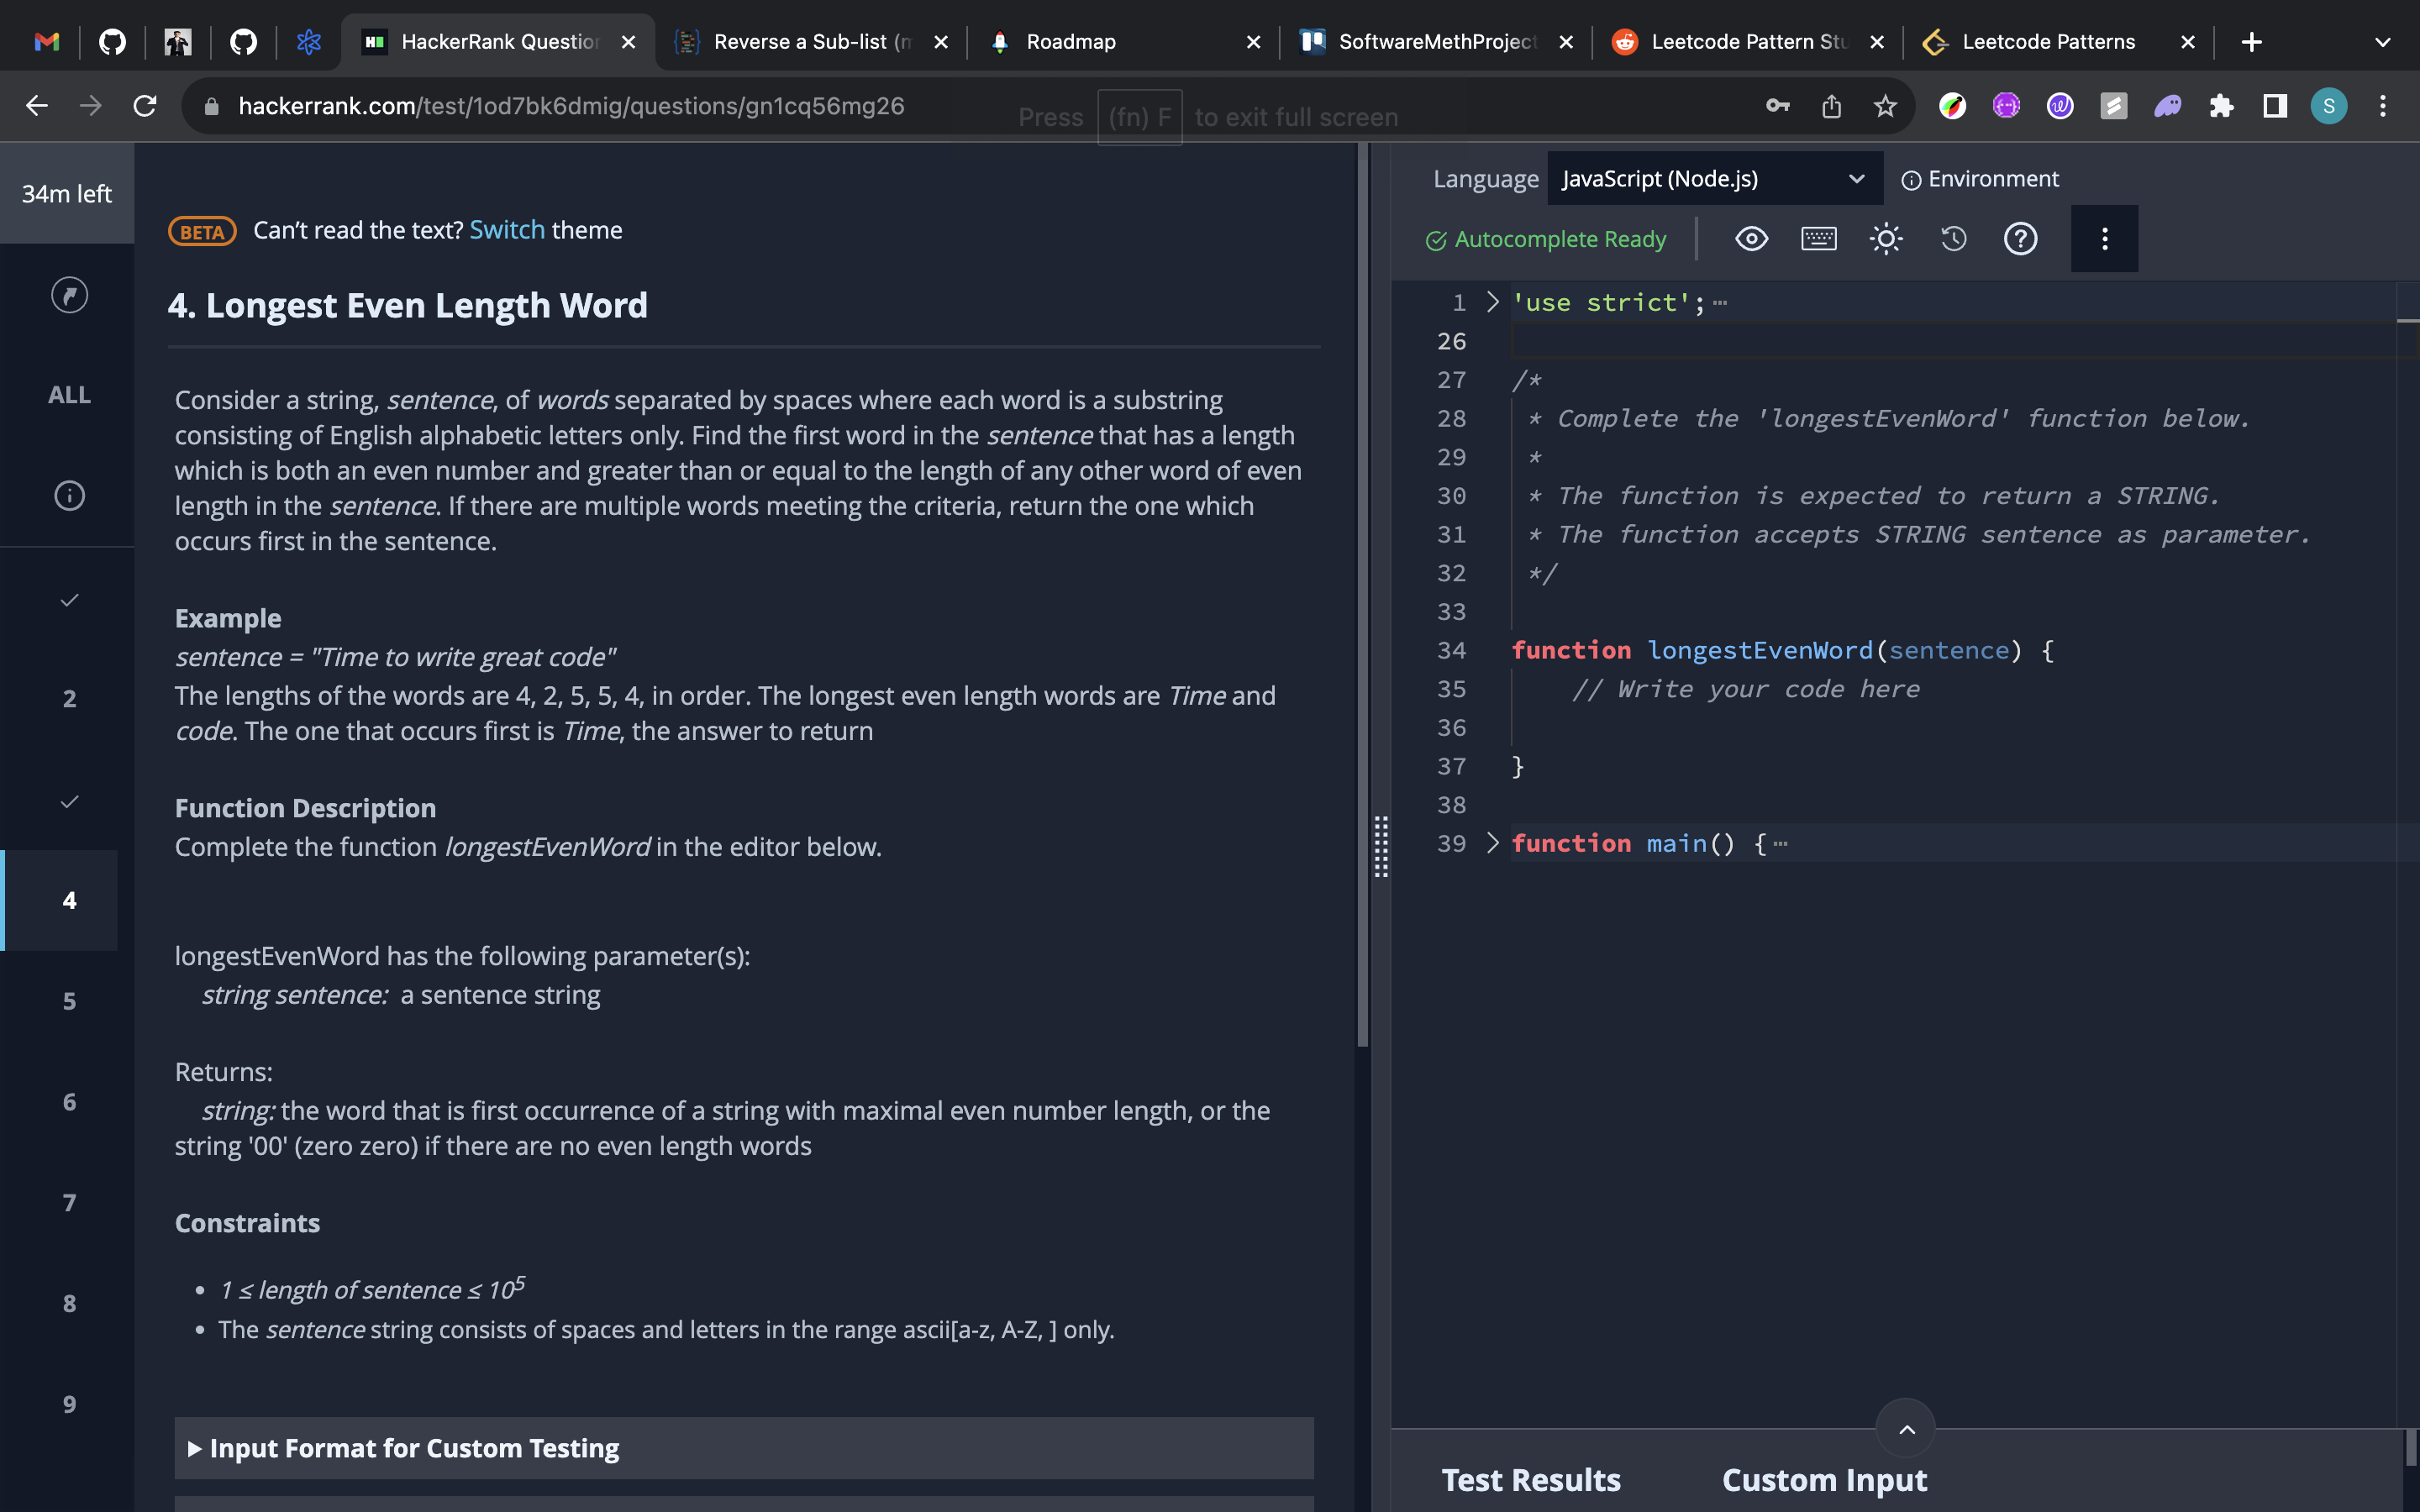 HackerRank Question
Reverse a Sub-list (m
Roadmap
SoftwareMethProject
Leetcode Pattern Stu
Leetcode Patterns
hackerrank.com/test/1od7bk6dmig/questions/gn1cq56mg26
Press (fn) F to exit full screen
S
34m left
ALL
2
4
5
6
7
8
9
BETA Can't read the text? Switch theme
4. Longest Even Length Word
Consider a string, sentence, of words separated by spaces where each word is a substring
consisting of English alphabetic letters only. Find the first word in the sentence that has a length
which is both an even number and greater than or equal to the length of any other word of even
length in the sentence. If there are multiple words meeting the criteria, return the one which
occurs first in the sentence.
Example
sentence = "Time to write great code"
The lengths of the words are 4, 2, 5, 5, 4, in order. The longest even length words are Time and
code. The one that occurs first is Time, the answer to return
Function Description
Complete the function longestEvenWord in the editor below.
longestEvenWord has the following parameter(s):
string sentence: a sentence string
Returns:
string: the word that is first occurrence of a string with maximal even number length, or the
string '00' (zero zero) if there are no even length words
Constraints
• 1 ≤ length of sentence ≤ 10⁵
• The sentence string consists of spaces and letters in the range ascii[a-z, A-Z, ] only.
Input Format for Custom Testing
Language JavaScript (Node.js) Environment
Autocomplete Ready
1 'use strict';
26
27 /*
28 * Complete the 'longestEvenWord' function below.
29 *
30 * The function is expected to return a STRING.
31 * The function accepts STRING sentence as parameter.
32 */
33
34 function longestEvenWord(sentence) {
35 // Write your code here
36
37 }
38
39 function main() {
Test Results Custom Input